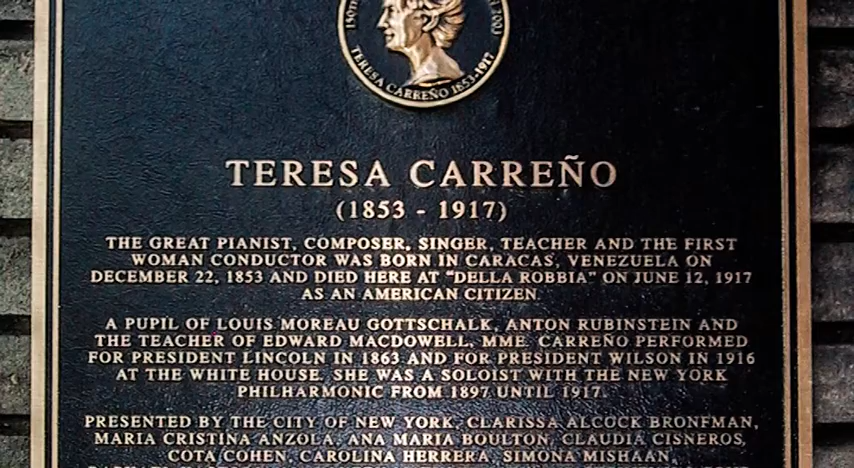 150TH
2003
TERESA CARREÑO 1853-1917
TERESA CARREÑO
(1853 - 1917)
THE GREAT PIANIST, COMPOSER, SINGER, TEACHER AND THE FIRST
WOMAN CONDUCTOR WAS BORN IN CARACAS, VENEZUELA ON
DECEMBER 22, 1853 AND DIED HERE AT "DELLA ROBBIA" ON JUNE 12, 1917
AS AN AMERICAN CITIZEN.
A PUPIL OF LOUIS MOREAU GOTTSCHALK, ANTON RUBINSTEIN AND
THE TEACHER OF EDWARD MACDOWELL, MME. CARREÑO PERFORMED
FOR PRESIDENT LINCOLN IN 1863 AND FOR PRESIDENT WILSON IN 1916
AT THE WHITE HOUSE. SHE WAS A SOLOIST WITH THE NEW YORK
PHILHARMONIC FROM 1897 UNTIL 1917.
PRESENTED BY THE CITY OF NEW YORK, CLARISSA ALCOCK BRONFMAN,
MARIA CRISTINA ANZOLA, ANA MARIA BOULTON, CLAUDIA CISNEROS,
COTA COHEN, CAROLINA HERRERA, SIMONA MISHAAN,